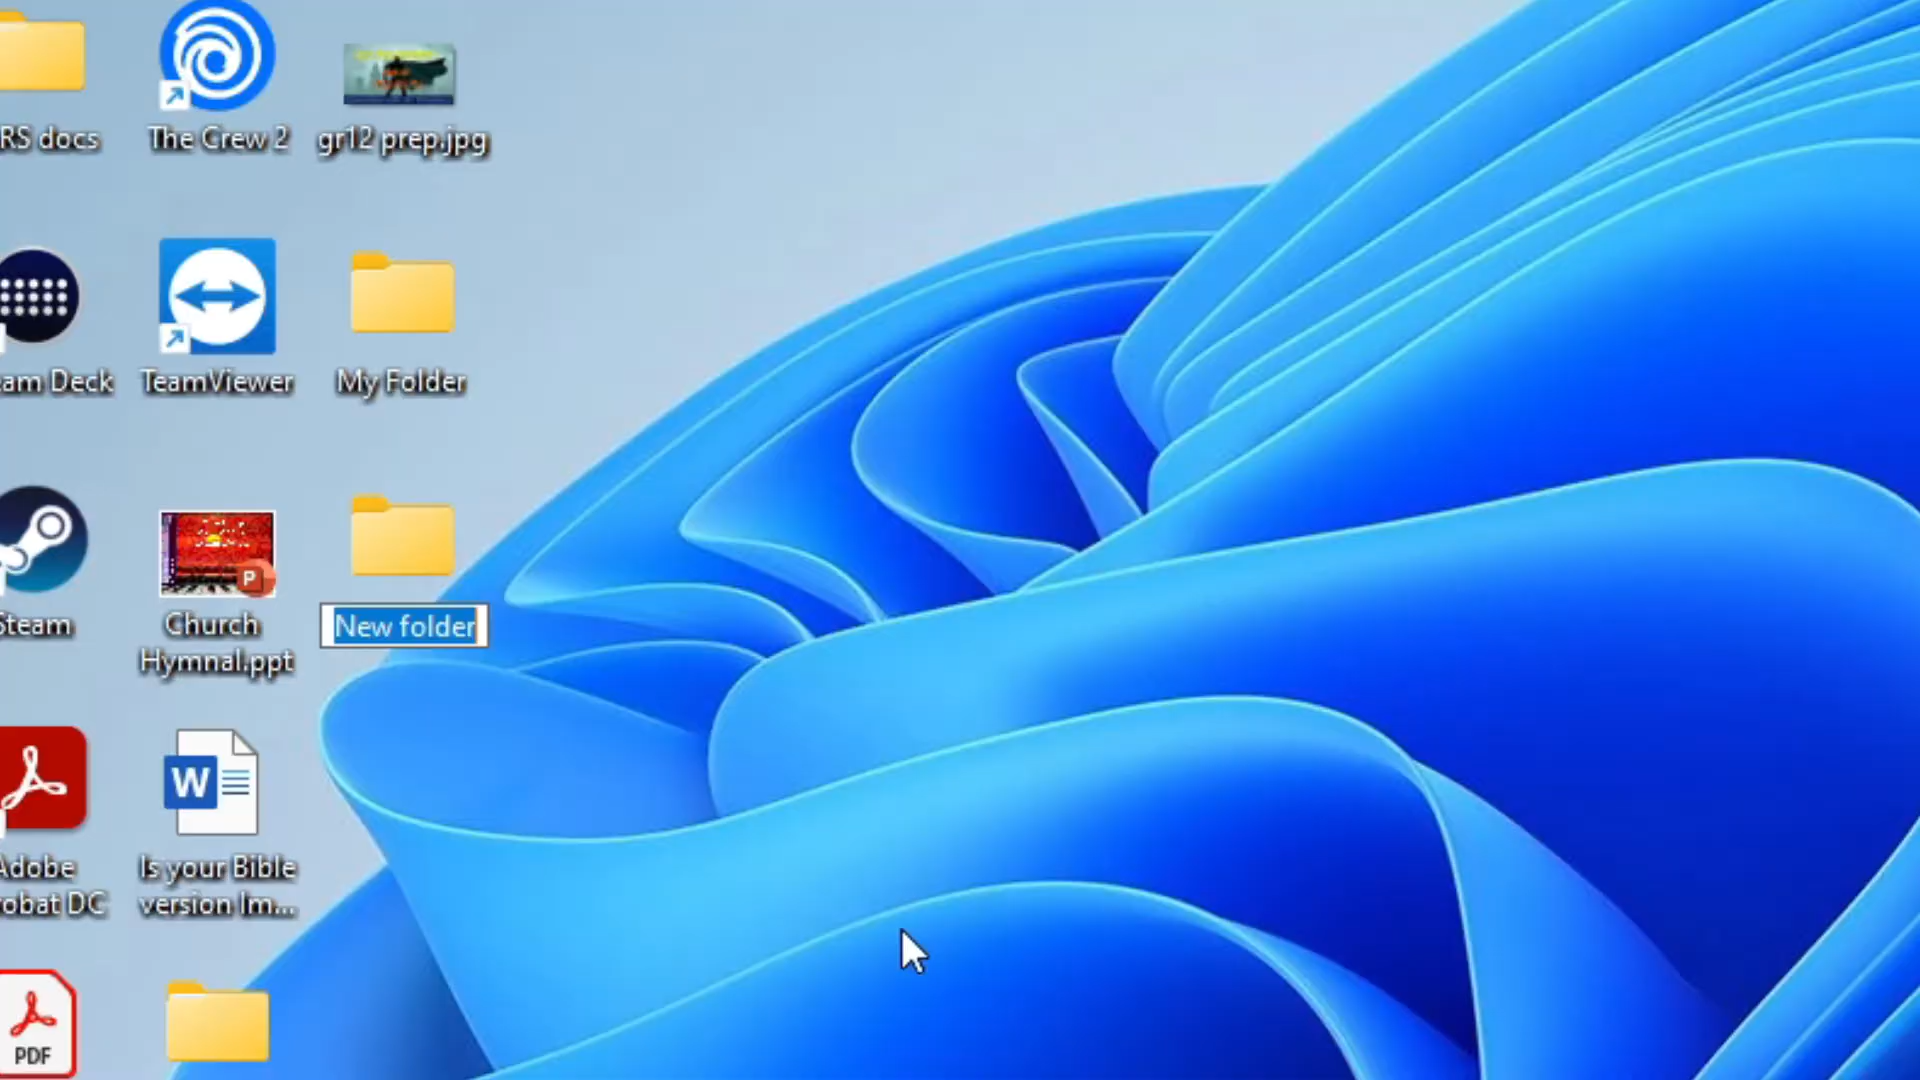 RS docs
The Crew 2
gr12 prep.jpg
am Deck
TeamViewer
My Folder
Steam
P
Church
Hymnal.ppt
New folder
Adobe
obat DC
W
Is your Bible
version Im...
PDF